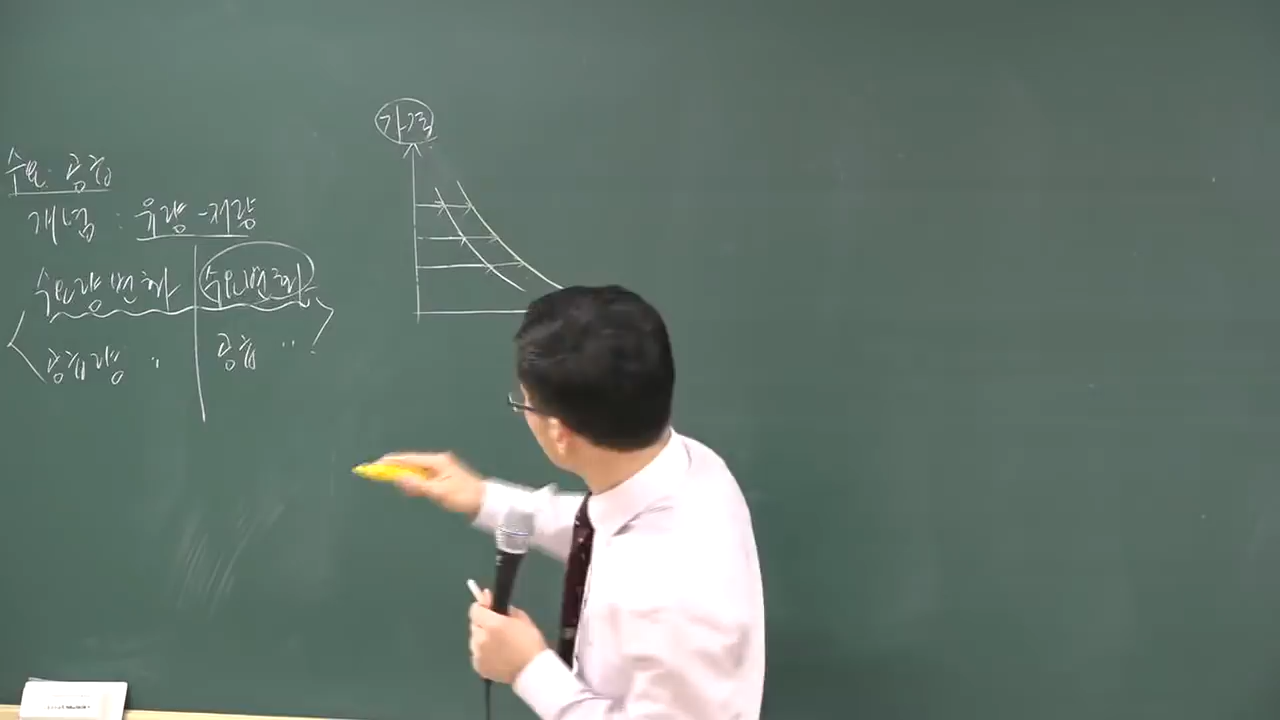 수요·공급
개념 : 유량-저량
수요량변화 수요변화
공급량 〃 공급 〃
가격